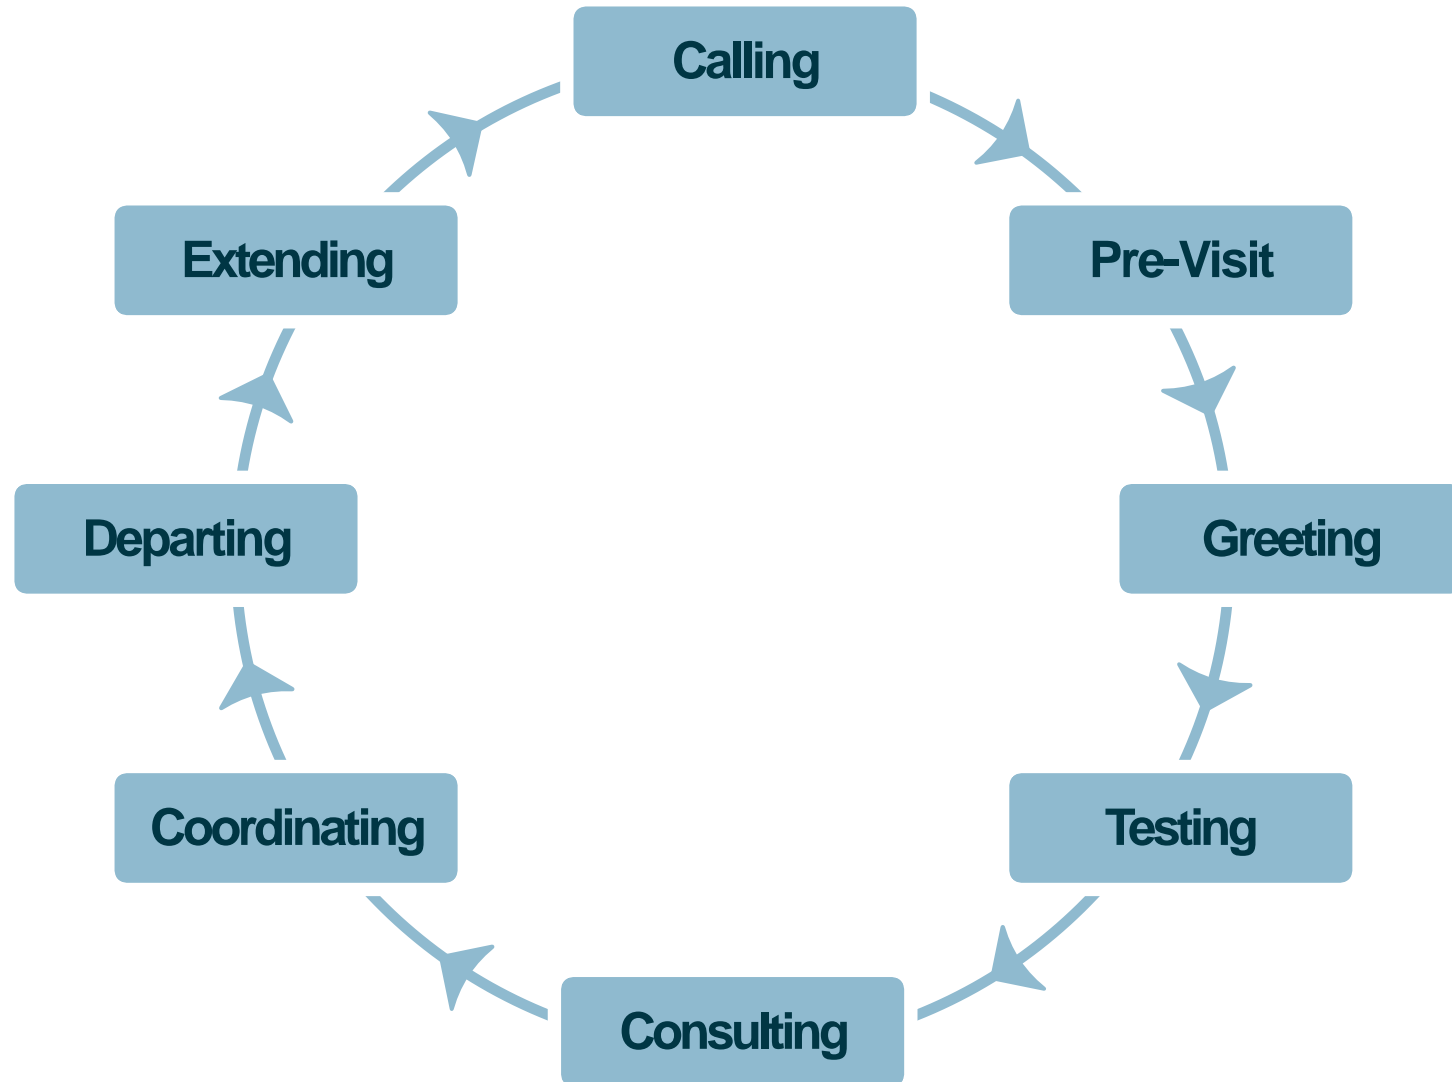 Calling
Pre-Visit
Greeting
Testing
Consulting
Coordinating
Departing
Extending